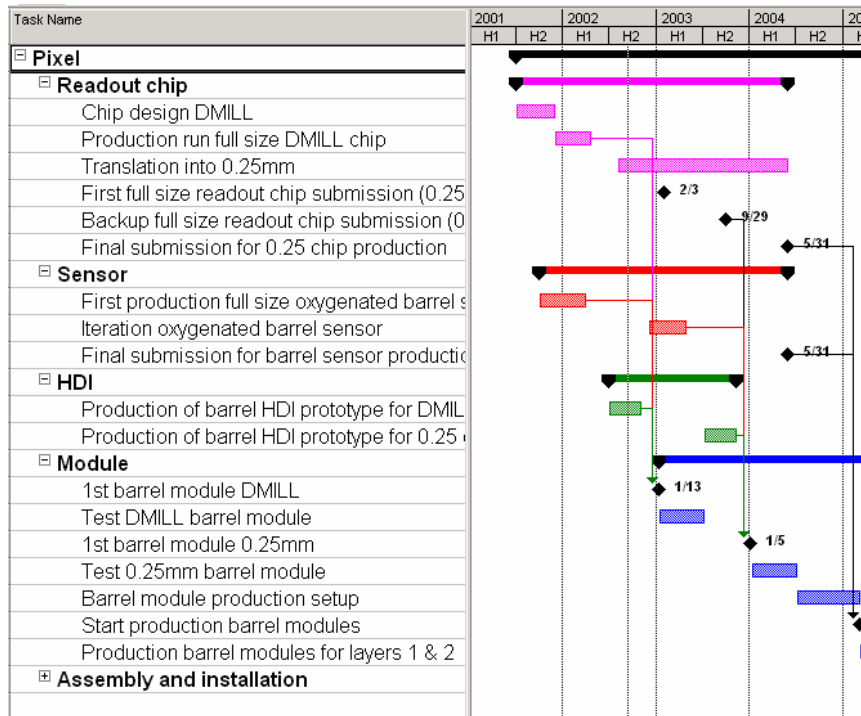 Task Name 2001 2002 2003 2004 20
H1 H2 H1 H2 H1 H2 H1 H2 H
Pixel
Readout chip
Chip design DMILL
Production run full size DMILL chip
Translation into 0.25mm
First full size readout chip submission (0.25 2/3
Backup full size readout chip submission (0 9/29
Final submission for 0.25 chip production 5/31
Sensor
First production full size oxygenated barrel s
Iteration oxygenated barrel sensor
Final submission for barrel sensor productio 5/31
HDI
Production of barrel HDI prototype for DMIL
Production of barrel HDI prototype for 0.25
Module
1st barrel module DMILL 1/13
Test DMILL barrel module
1st barrel module 0.25mm 1/5
Test 0.25mm barrel module
Barrel module production setup
Start production barrel modules
Production barrel modules for layers 1 & 2
Assembly and installation